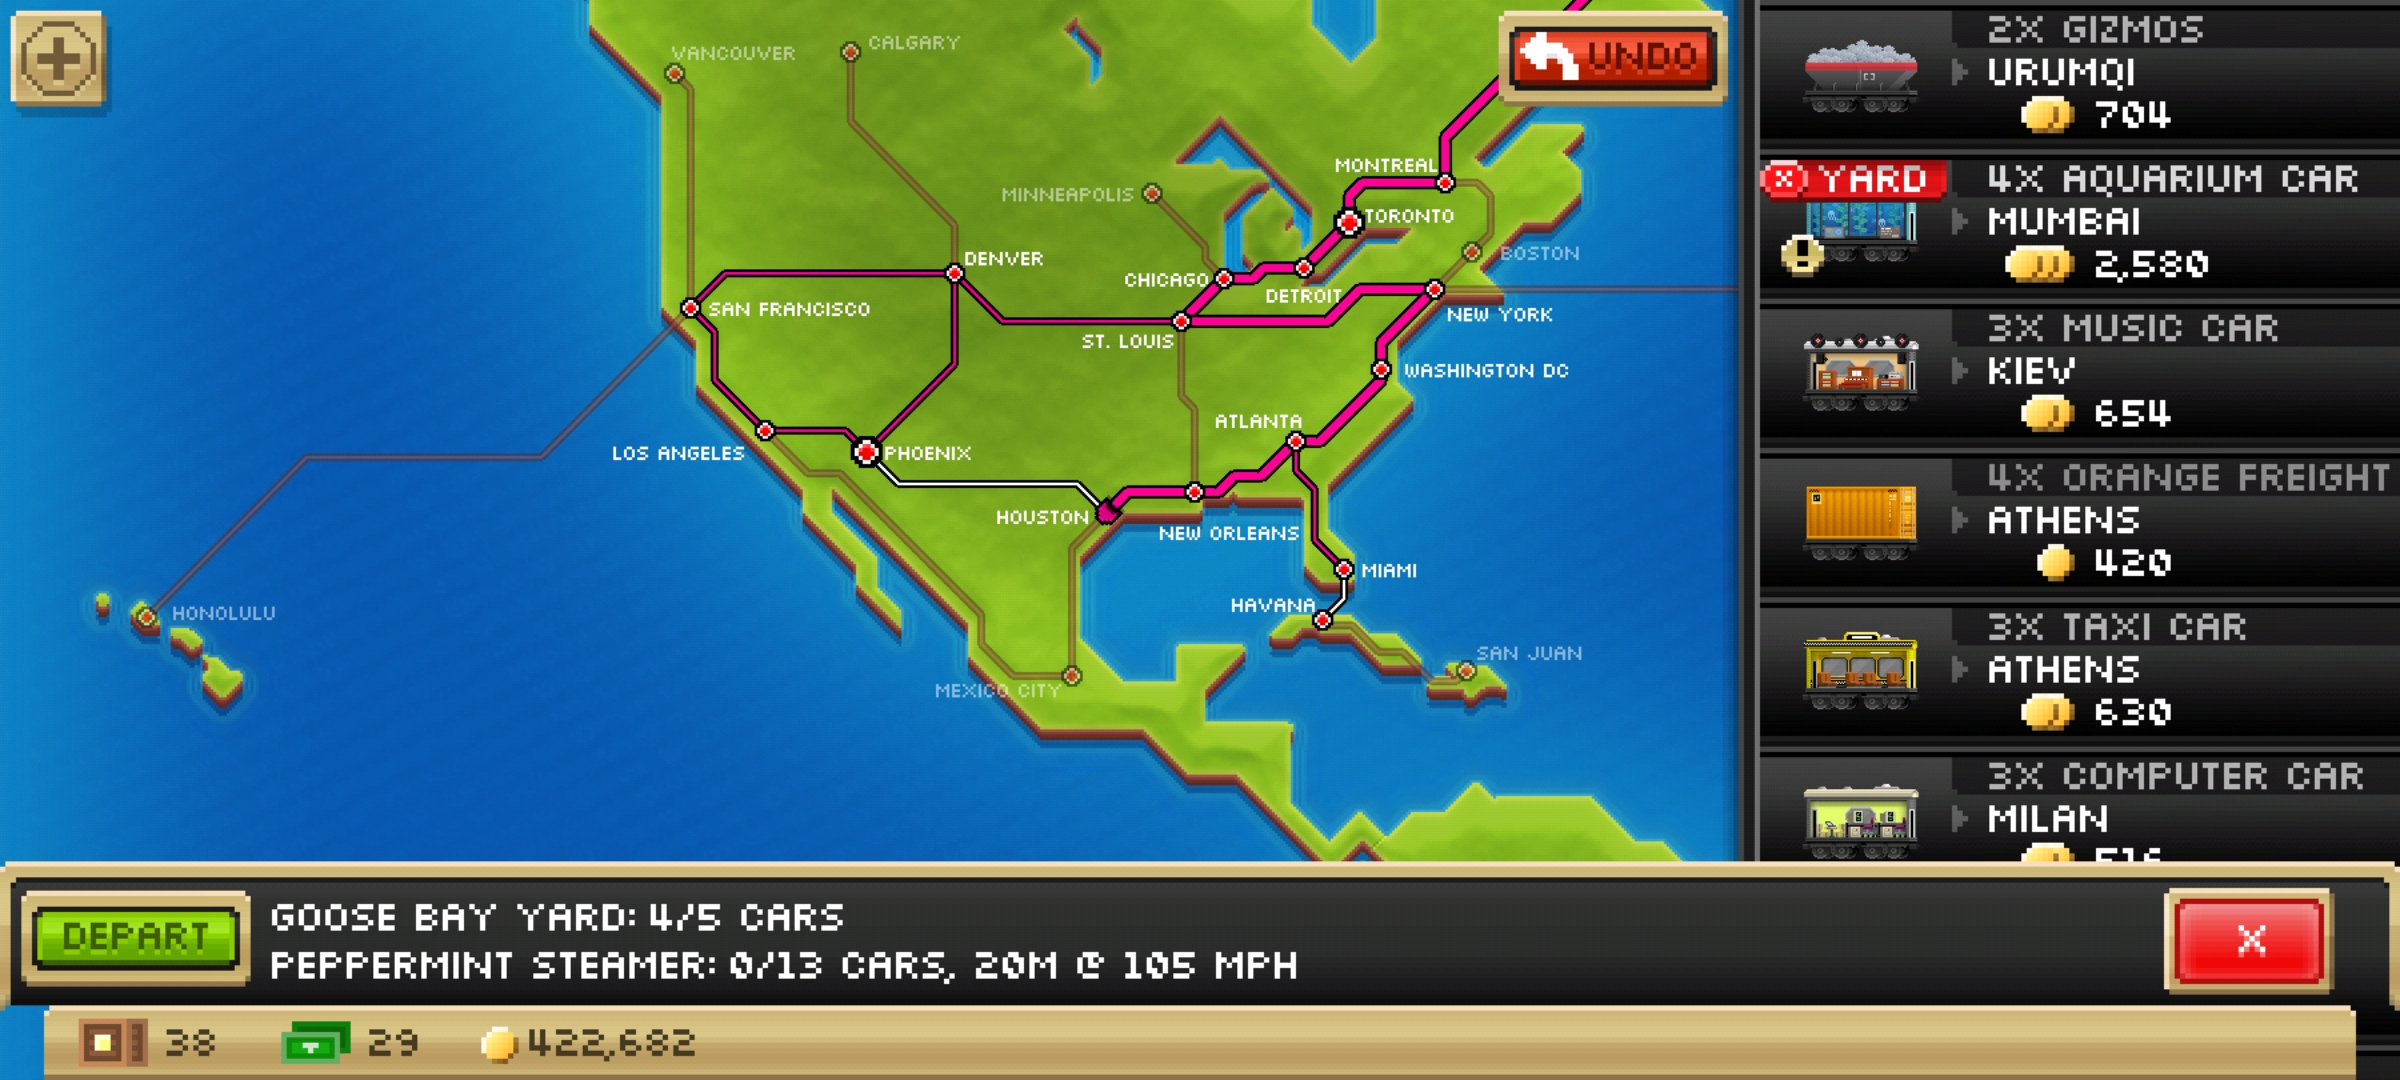 VANCOUVER
CALGARY
UNDO
MINNEAPOLIS
MONTREAL
TORONTO
BOSTON
DENVER
CHICAGO
DETROIT
SAN FRANCISCO
NEW YORK
ST. LOUIS
WASHINGTON DC
ATLANTA
LOS ANGELES
PHOENIX
HOUSTON
NEW ORLEANS
MIAMI
HAVANA
HONOLULU
SAN JUAN
MEXICO CITY
2X GIZMOS
URUMQI
704
YARD
4X AQUARIUM CAR
MUMBAI
2,580
3X MUSIC CAR
KIEV
654
4X ORANGE FREIGHT
ATHENS
420
3X TAXI CAR
ATHENS
630
3X COMPUTER CAR
MILAN
516
DEPART
GOOSE BAY YARD: 4/5 CARS
PEPPERMINT STEAMER: 0/13 CARS, 20M @ 105 MPH
X
38
29
422,682